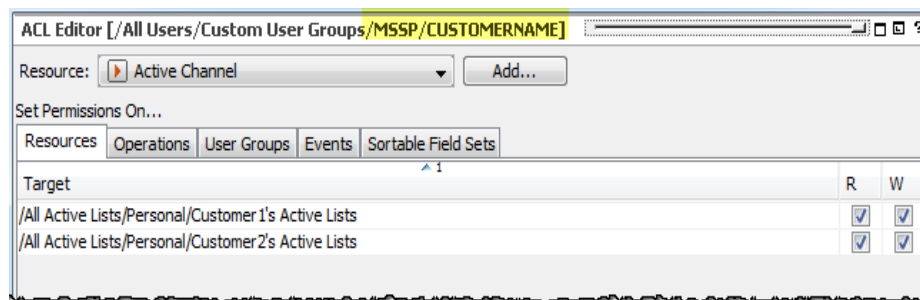 ACL Editor [/All Users/Custom User Groups/MSSP/CUSTOMERNAME]
Resource: Active Channel Add...
Set Permissions On...
Resources Operations User Groups Events Sortable Field Sets
1
Target R W
/All Active Lists/Personal/Customer1's Active Lists
/All Active Lists/Personal/Customer2's Active Lists